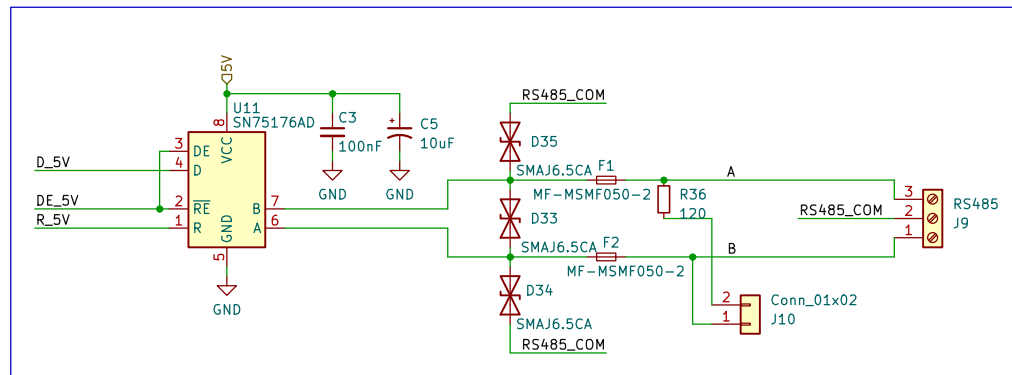 5V
RS485_COM
U11
SN75176AD
C3
100nF
C5
10uF
D35
8
VCC
3
DE
D_5V
4
D
GND
GND
SMAJ6.5CA
F1
MF-MSMF050-2
A
R36
120
DE_5V
2
RE
B
7
D33
RS485_COM
3
2
1
RS485
J9
R_5V
1
R
GND
A
6
SMAJ6.5CA
F2
B
MF-MSMF050-2
5
GND
D34
SMAJ6.5CA
RS485_COM
2
1
Conn_01x02
J10